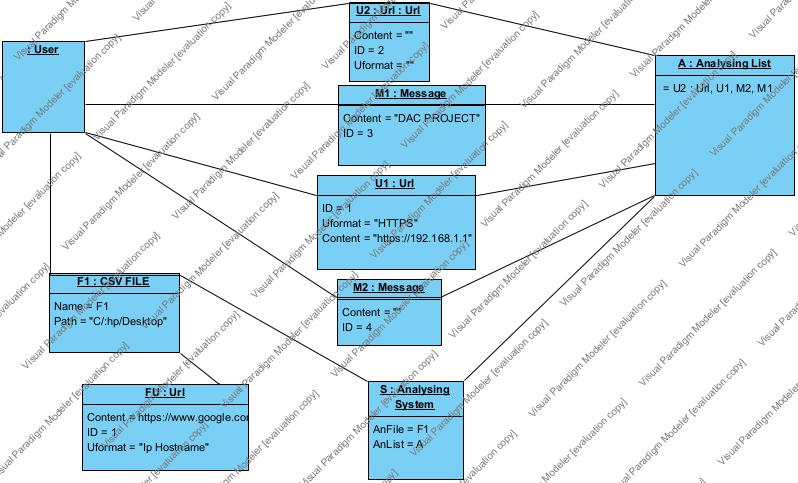 U2 : Url : Url
Content = ""
ID = 2
Uformat = ""
: User
A : Analysing List
= U2 : Url, U1, M2, M1
M1 : Message
Content = "DAC PROJECT"
ID = 3
U1 : Url
ID = 1
Uformat = "HTTPS"
Content = "https://192.168.1.1"
F1 : CSV FILE
Name = F1
Path = "C/:hp/Desktop"
M2 : Message
Content = ""
ID = 4
FU : Url
Content = https://www.google.cor
ID = 1
Uformat = "Ip Hostname"
S : Analysing
System
AnFile = F1
AnList = A
Visual Paradigm Modeler [evaluation copy]